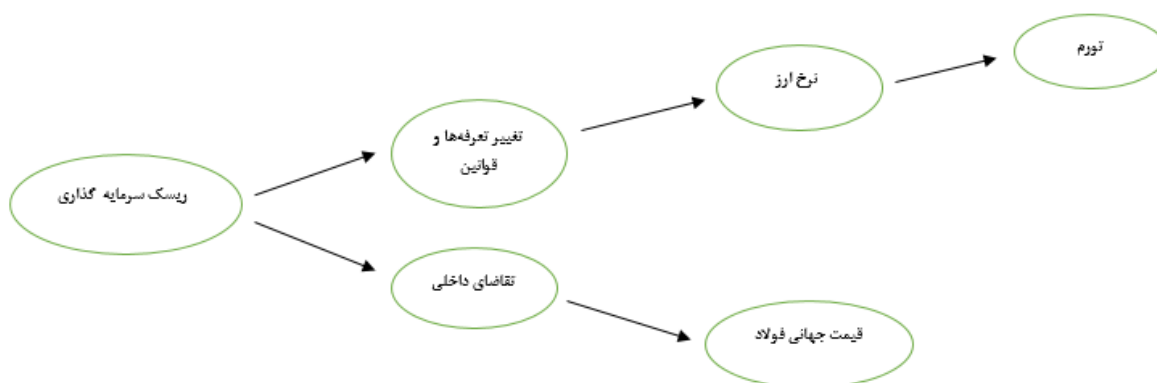 تورم
نرخ ارز
تغییر تعرفه‌ها و
قوانین
ریسک سرمایه گذاری
تقاضای داخلی
قیمت جهانی فولاد